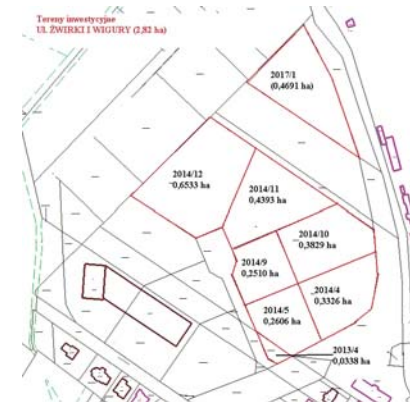 Tereny inwestycyjne
UL ŻWIRKI I WIGURY (2,82 ha)
2017/1
(0,4691 ha)
2014/12
0,6533 ha
2014/11
0,4393 ha
2014/10
0,3829 ha
2014/9
0,2510 ha
2014/4
0,3326 ha
2014/5
0,2606 ha
2013/4
0,0338 ha